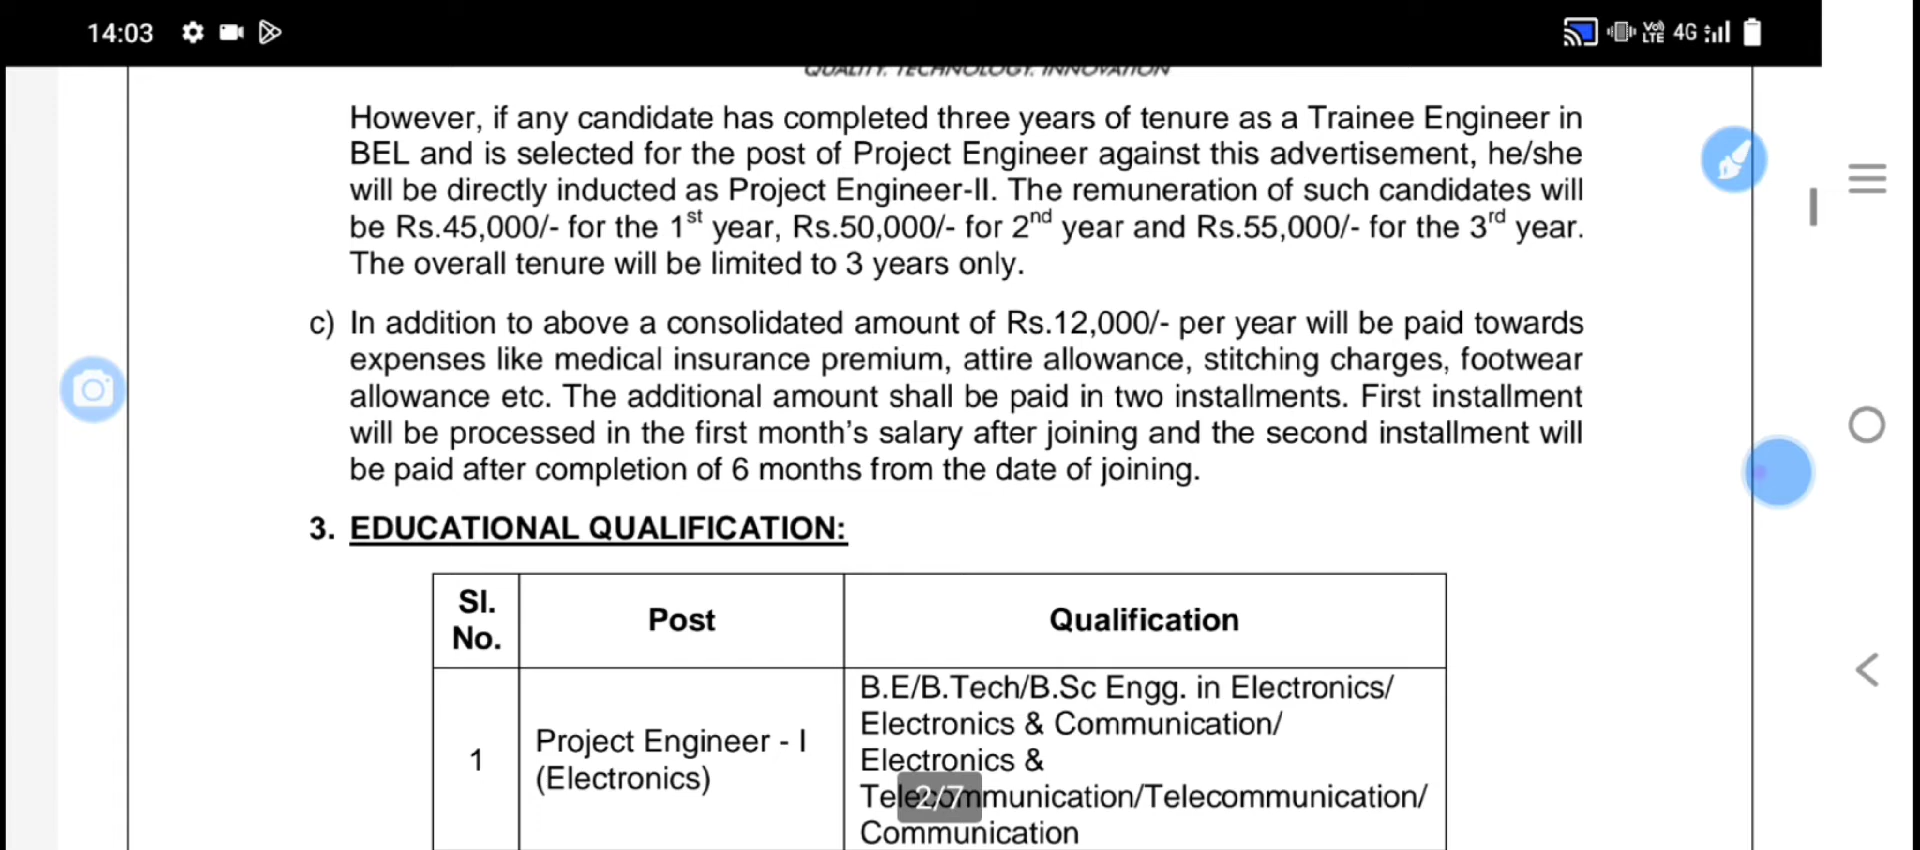 14:03
VoD LTE 4G
QUALITY. TECHNOLOGY. INNOVATION
However, if any candidate has completed three years of tenure as a Trainee Engineer in
BEL and is selected for the post of Project Engineer against this advertisement, he/she
will be directly inducted as Project Engineer-II. The remuneration of such candidates will
be Rs.45,000/- for the 1st year, Rs.50,000/- for 2nd year and Rs.55,000/- for the 3rd year.
The overall tenure will be limited to 3 years only.
c) In addition to above a consolidated amount of Rs.12,000/- per year will be paid towards
expenses like medical insurance premium, attire allowance, stitching charges, footwear
allowance etc. The additional amount shall be paid in two installments. First installment
will be processed in the first month's salary after joining and the second installment will
be paid after completion of 6 months from the date of joining.
3. EDUCATIONAL QUALIFICATION:
Sl.
No.
Post
Qualification
1
Project Engineer - I
(Electronics)
B.E/B.Tech/B.Sc Engg. in Electronics/
Electronics & Communication/
Electronics &
Telecommunication/Telecommunication/
Communication
2/7